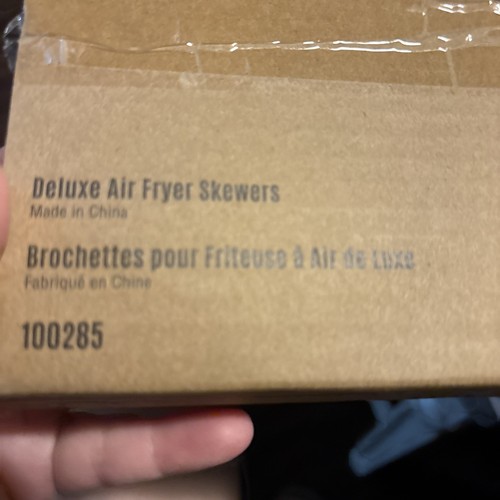 Deluxe Air Fryer Skewers
Made in China
Brochettes pour Friteuse à Air de Luxe
Fabriqué en Chine
100285